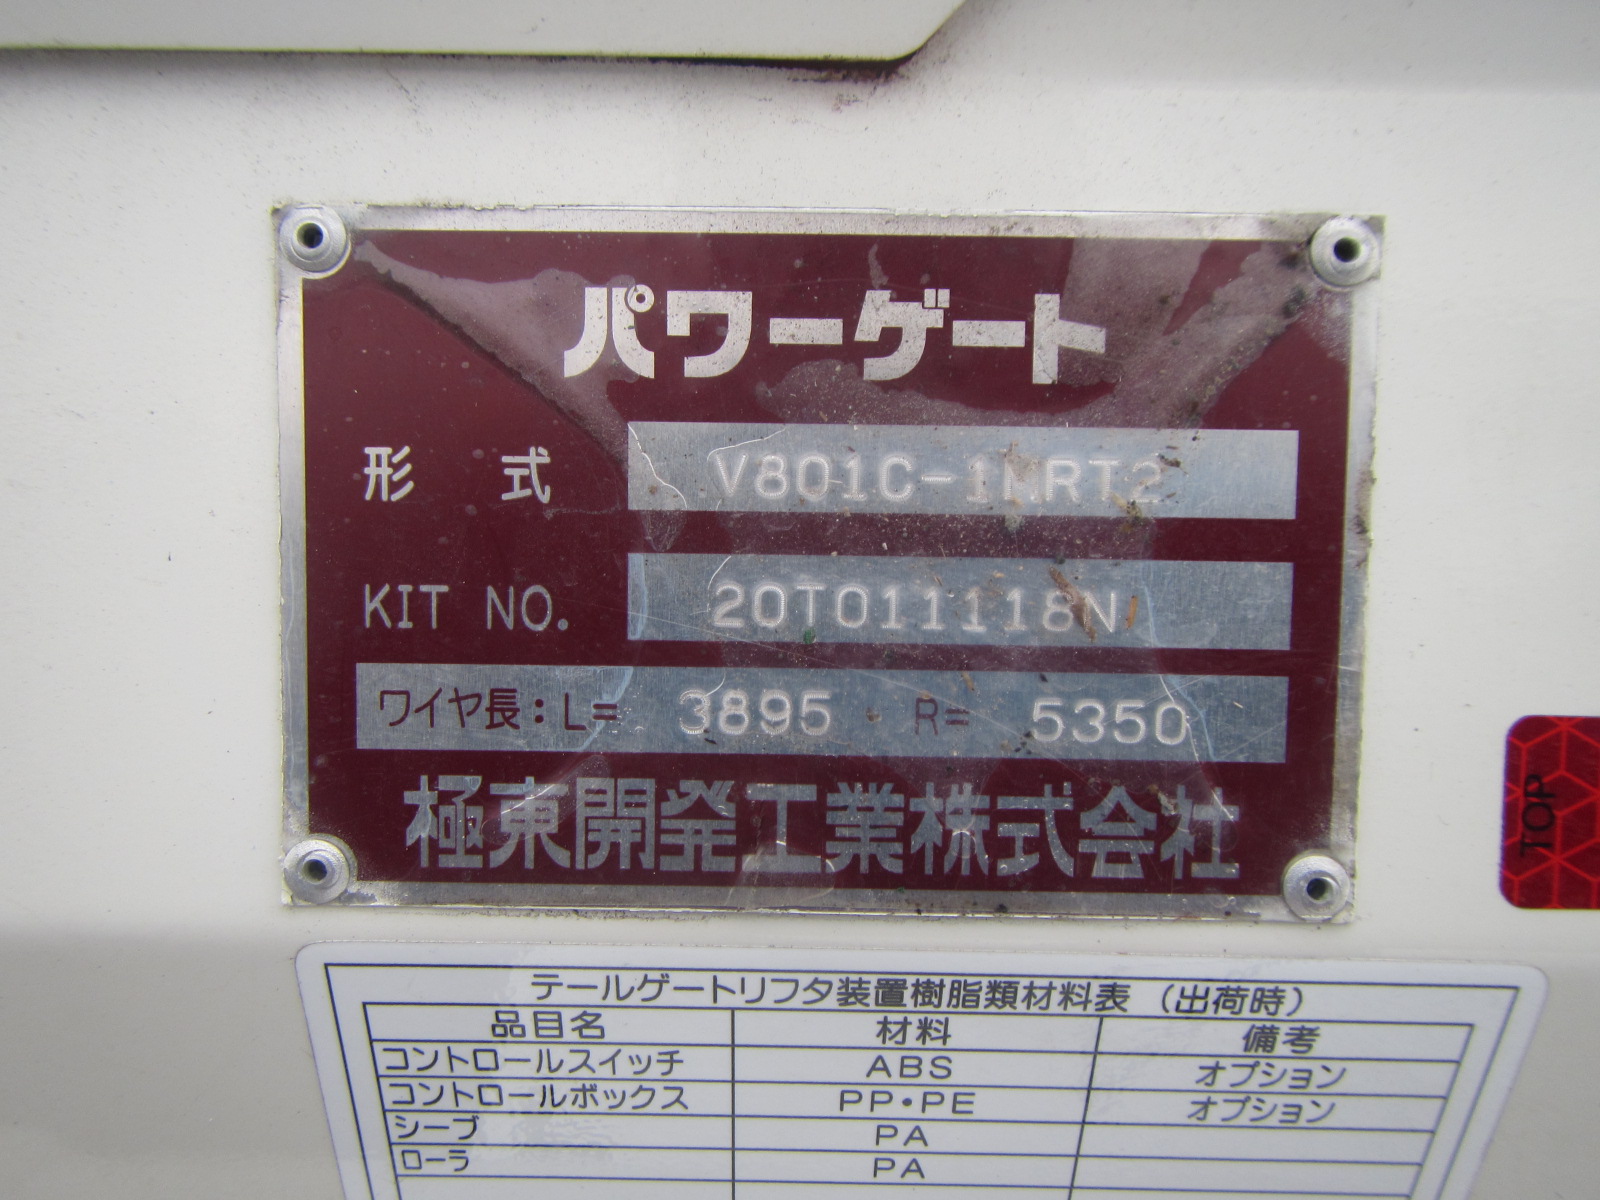 パワーゲート
形 式 V801C-1MRT2
KIT NO. 20T011118N
ワイヤ長:L= 3895 R= 5350
極東開発工業株式会社
TOP
テールゲートリフタ装置樹脂類材料表 (出荷時)
品目名 材料 備考
コントロールスイッチ ABS オプション
コントロールボックス PP・PE オプション
シーブ PA
ローラ PA